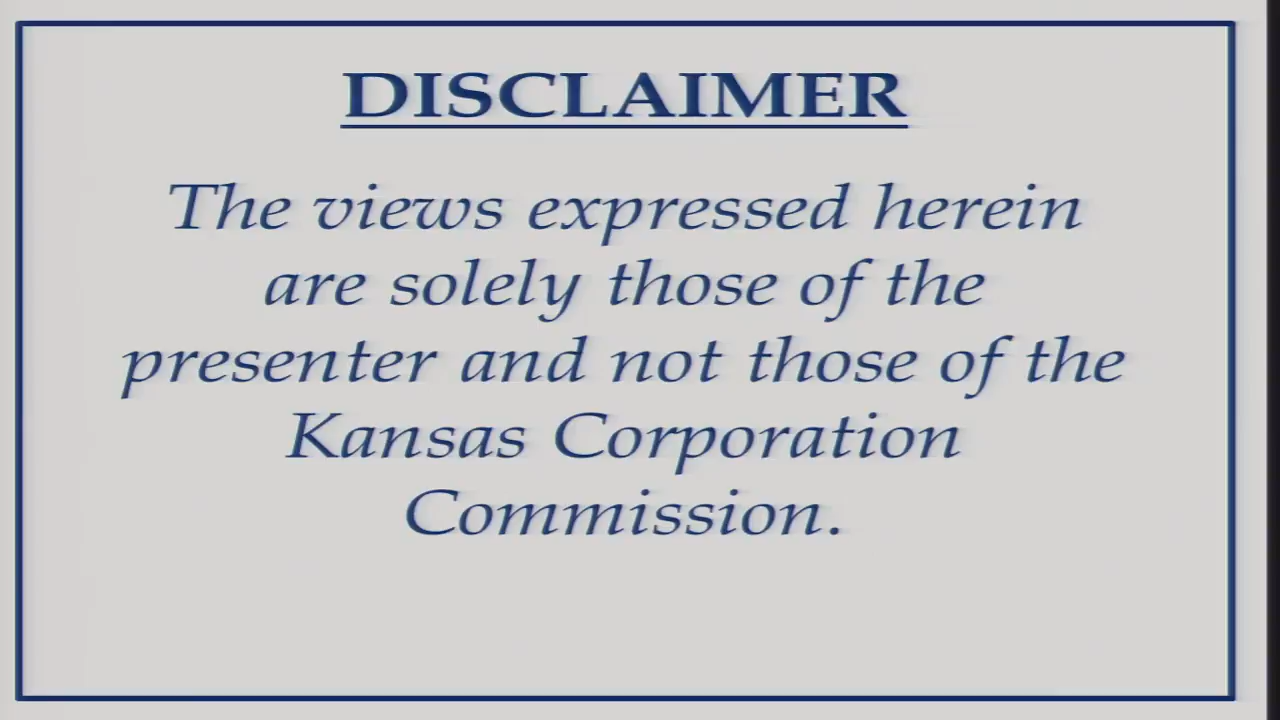 DISCLAIMER
The views expressed herein
are solely those of the
presenter and not those of the
Kansas Corporation
Commission.